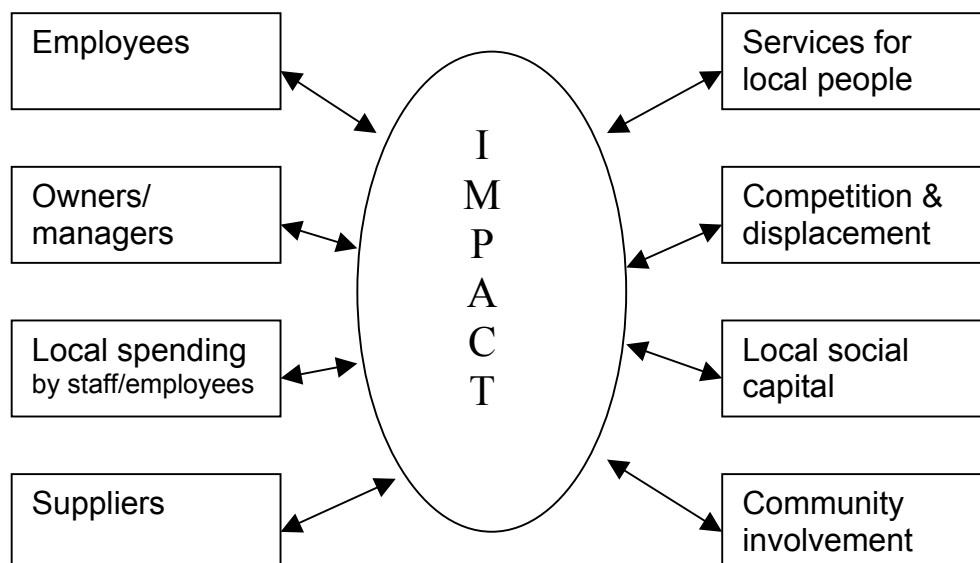 Employees
Owners/
managers
Local spending
by staff/employees
Suppliers
I
M
P
A
C
T
Services for
local people
Competition &
displacement
Local social
capital
Community
involvement